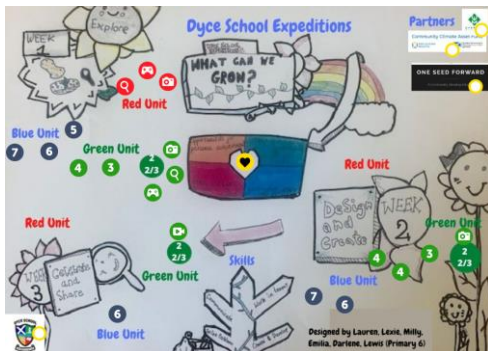 Dyce School Expeditions
Partners
Community Climate Asset Fund
ONE SEED FORWARD
WEEK
1
Explore
WHAT CAN WE
GROW?
Red Unit
Blue Unit
5
7
6
Green Unit
4
3
2
2/3
Red Unit
DeSign
and
Create
WEEK
2
Green Unit
3
2
2/3
4
4
Blue Unit
7
6
Red Unit
WEEK
3
Celebrate
and
Share
2
2/3
Green Unit
6
Blue Unit
Skills
Work in team
Designed by Lauren, Lexie, Milly,
Emilia, Darlene, Lewis (Primary 6)